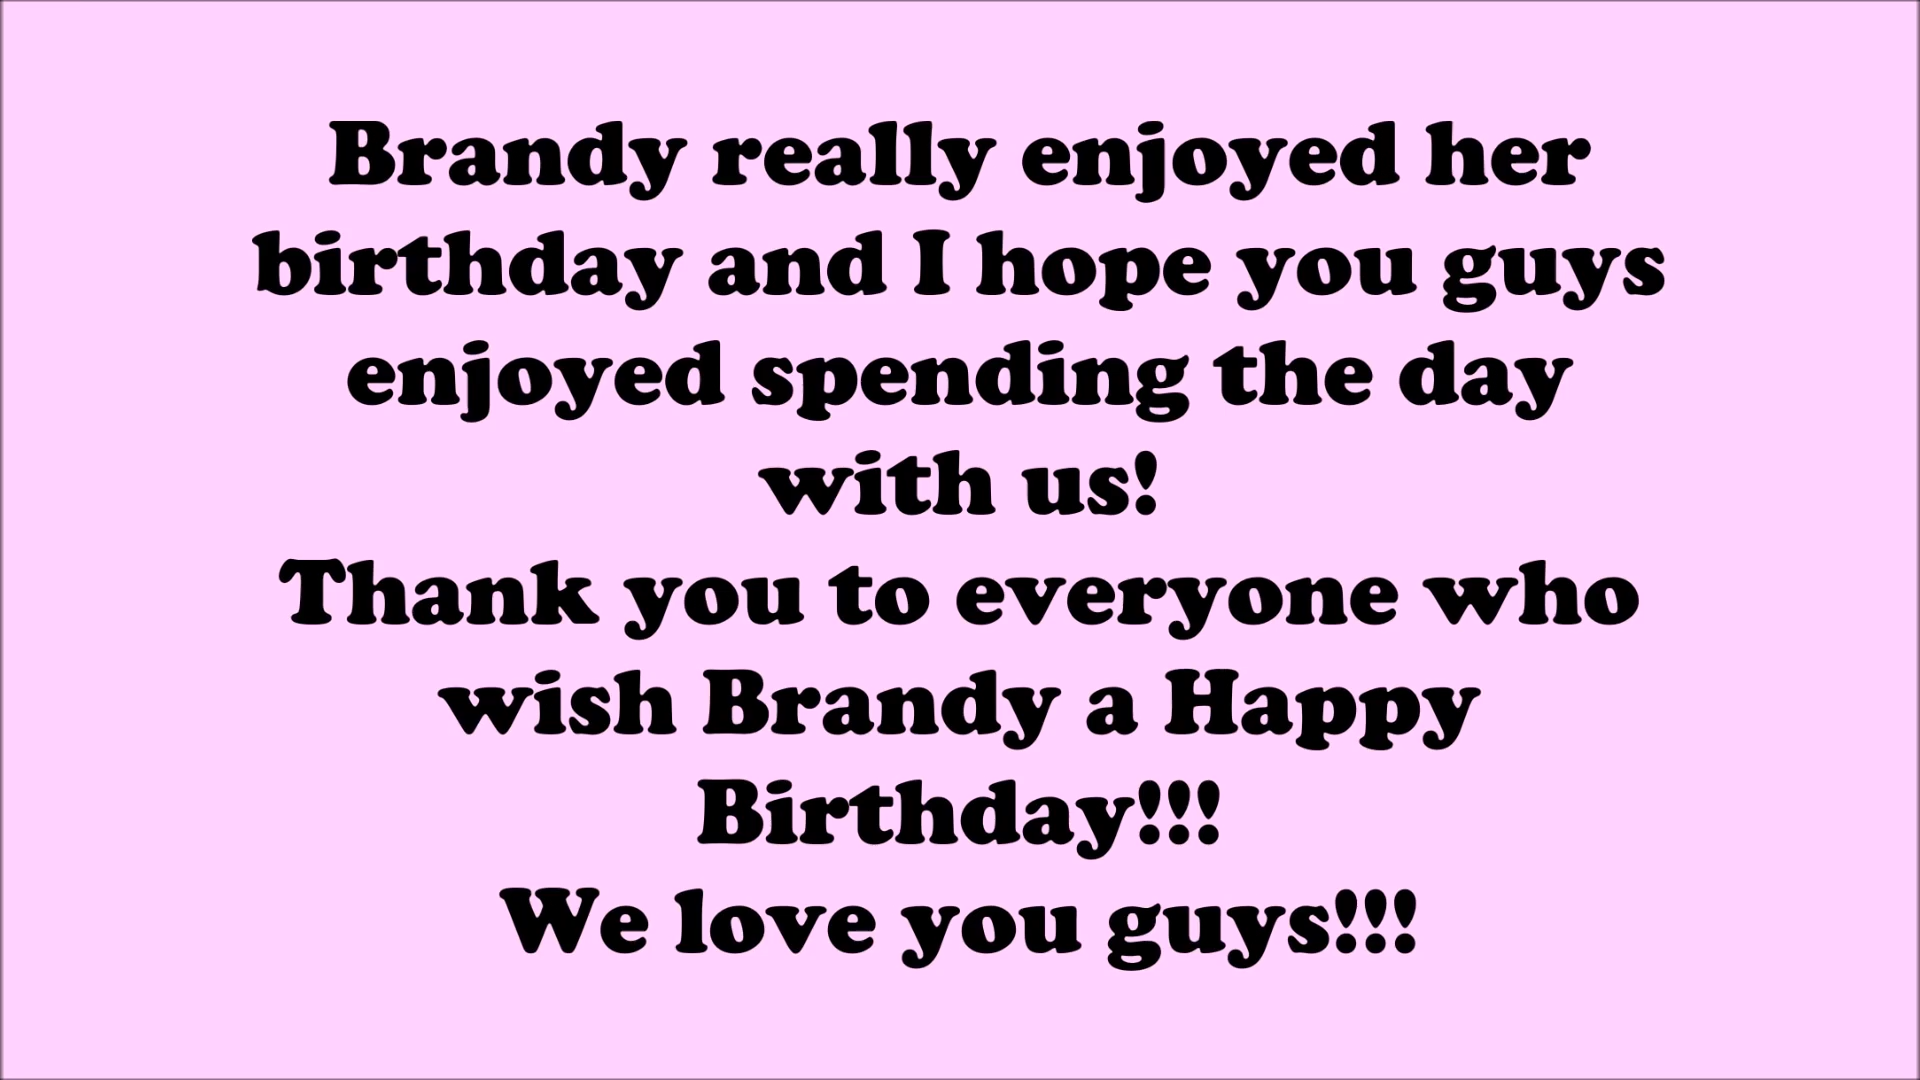 Brandy really enjoyed her
birthday and I hope you guys
enjoyed spending the day
with us!
Thank you to everyone who
wish Brandy a Happy
Birthday!!!
We love you guys!!!